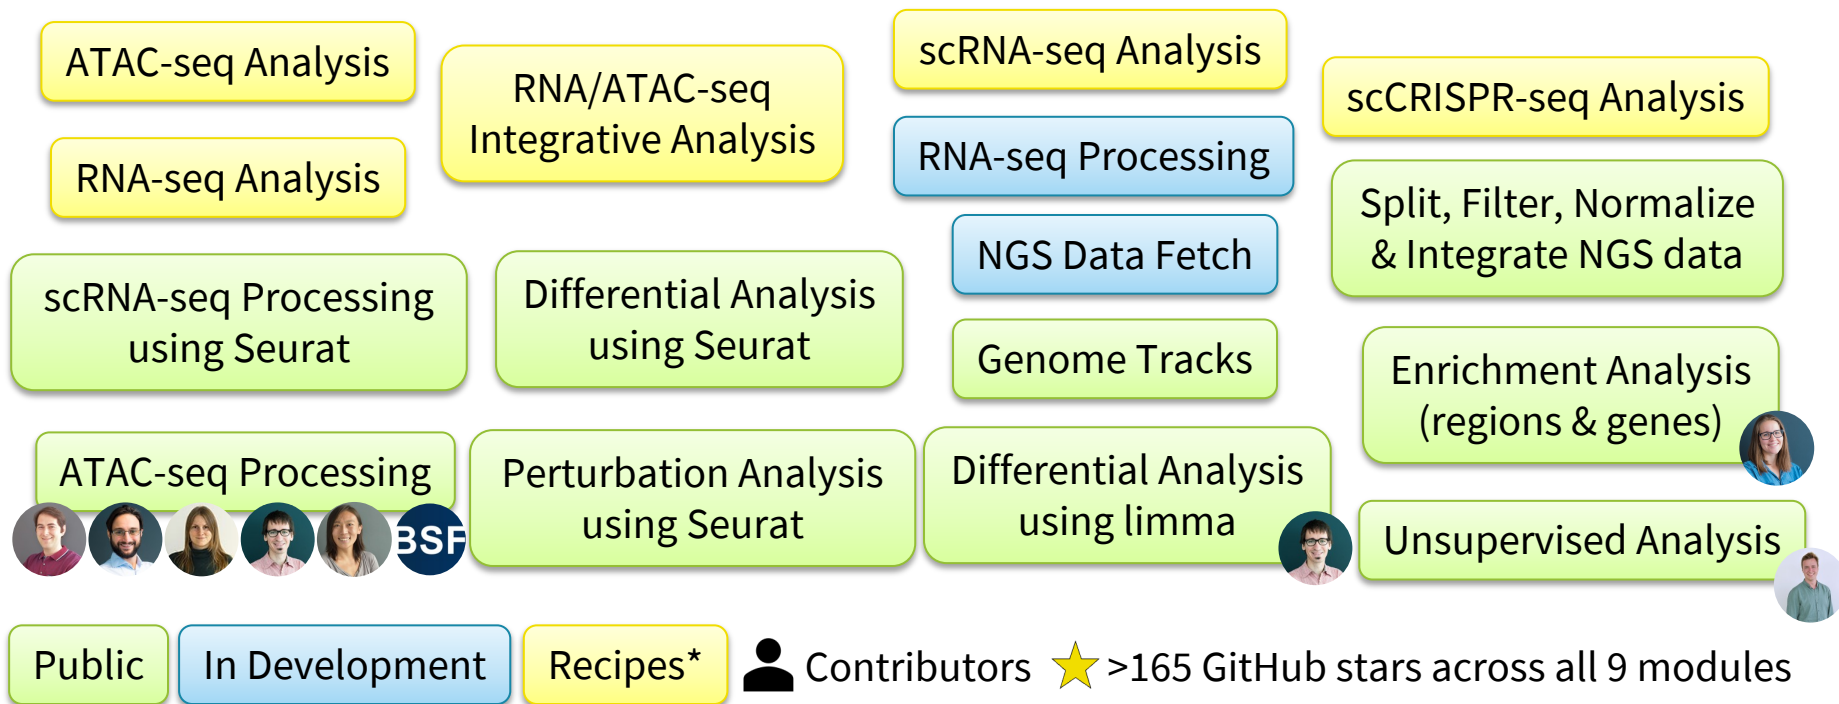 ATAC-seq Analysis
RNA/ATAC-seq
Integrative Analysis
scRNA-seq Analysis
scCRISPR-seq Analysis
RNA-seq Analysis
RNA-seq Processing
Split, Filter, Normalize
& Integrate NGS data
NGS Data Fetch
scRNA-seq Processing
using Seurat
Differential Analysis
using Seurat
Genome Tracks
Enrichment Analysis
(regions & genes)
ATAC-seq Processing
BSF
Perturbation Analysis
using Seurat
Differential Analysis
using limma
Unsupervised Analysis
Public
In Development
Recipes*
Contributors
>165 GitHub stars across all 9 modules